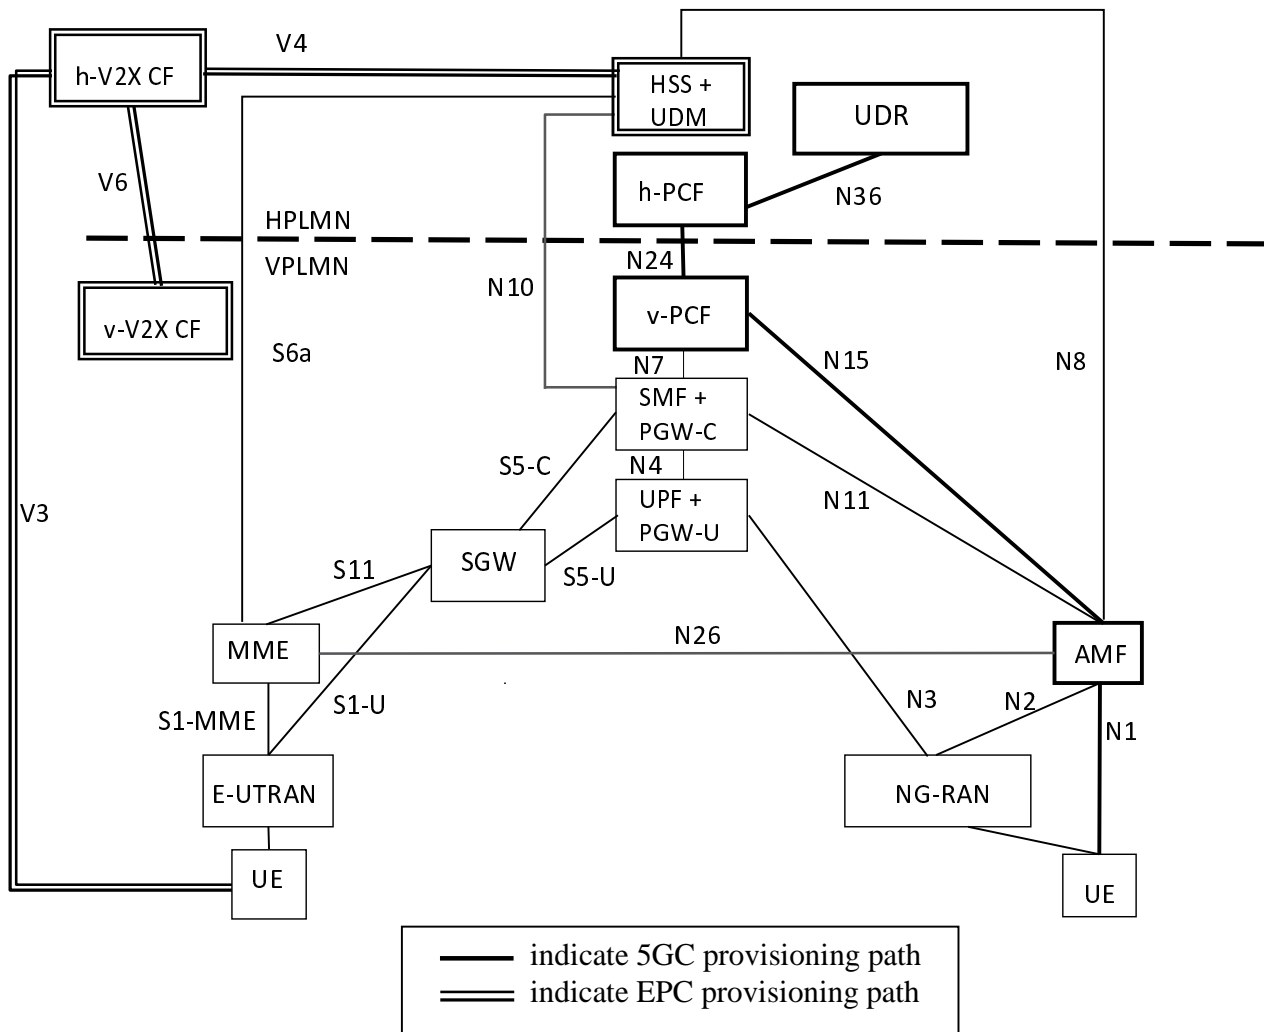 V4
h-V2X CF
HSS +
UDM
UDR
V6
h-PCF
N36
HPLMN
VPLMN
N24
N10
v-V2X CF
v-PCF
S6a
N7
N15
N8
SMF +
PGW-C
S5-C
N4
N11
V3
UPF +
PGW-U
SGW
S11
S5-U
MME
N26
AMF
S1-MME
S1-U
N3
N2
N1
E-UTRAN
NG-RAN
UE
UE
indicate 5GC provisioning path
indicate EPC provisioning path